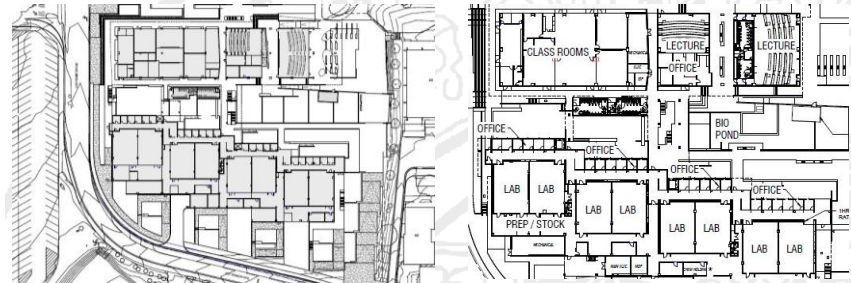 CLASS ROOMS
MECHANICAL
LECTURE
OFFICE
LECTURE
OFFICE
OFFICE
BIO
POND
OFFICE
LAB
LAB
LAB
LAB
LAB
LAB
LAB
LAB
PREP / STOCK
MECHANICAL